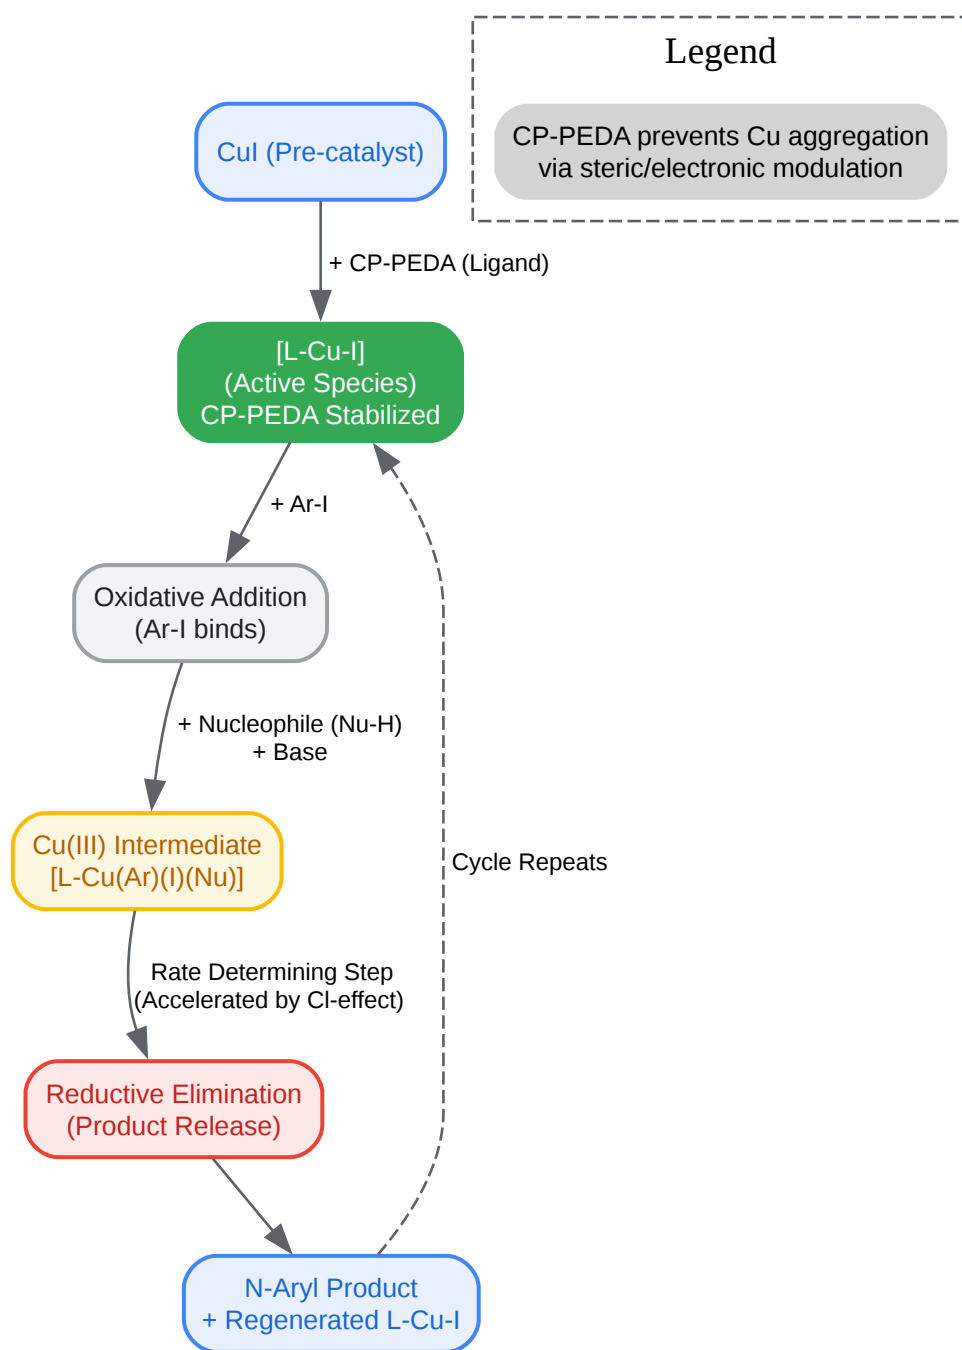 Legend
CP-PEDA prevents Cu aggregation
via steric/electronic modulation
CuI (Pre-catalyst)
+ CP-PEDA (Ligand)
[L-Cu-I]
(Active Species)
CP-PEDA Stabilized
+ Ar-I
Oxidative Addition
(Ar-I binds)
+ Nucleophile (Nu-H)
+ Base
Cu(III) Intermediate
[L-Cu(Ar)(I)(Nu)]
Cycle Repeats
Rate Determining Step
(Accelerated by Cl-effect)
Reductive Elimination
(Product Release)
N-Aryl Product
+ Regenerated L-Cu-I